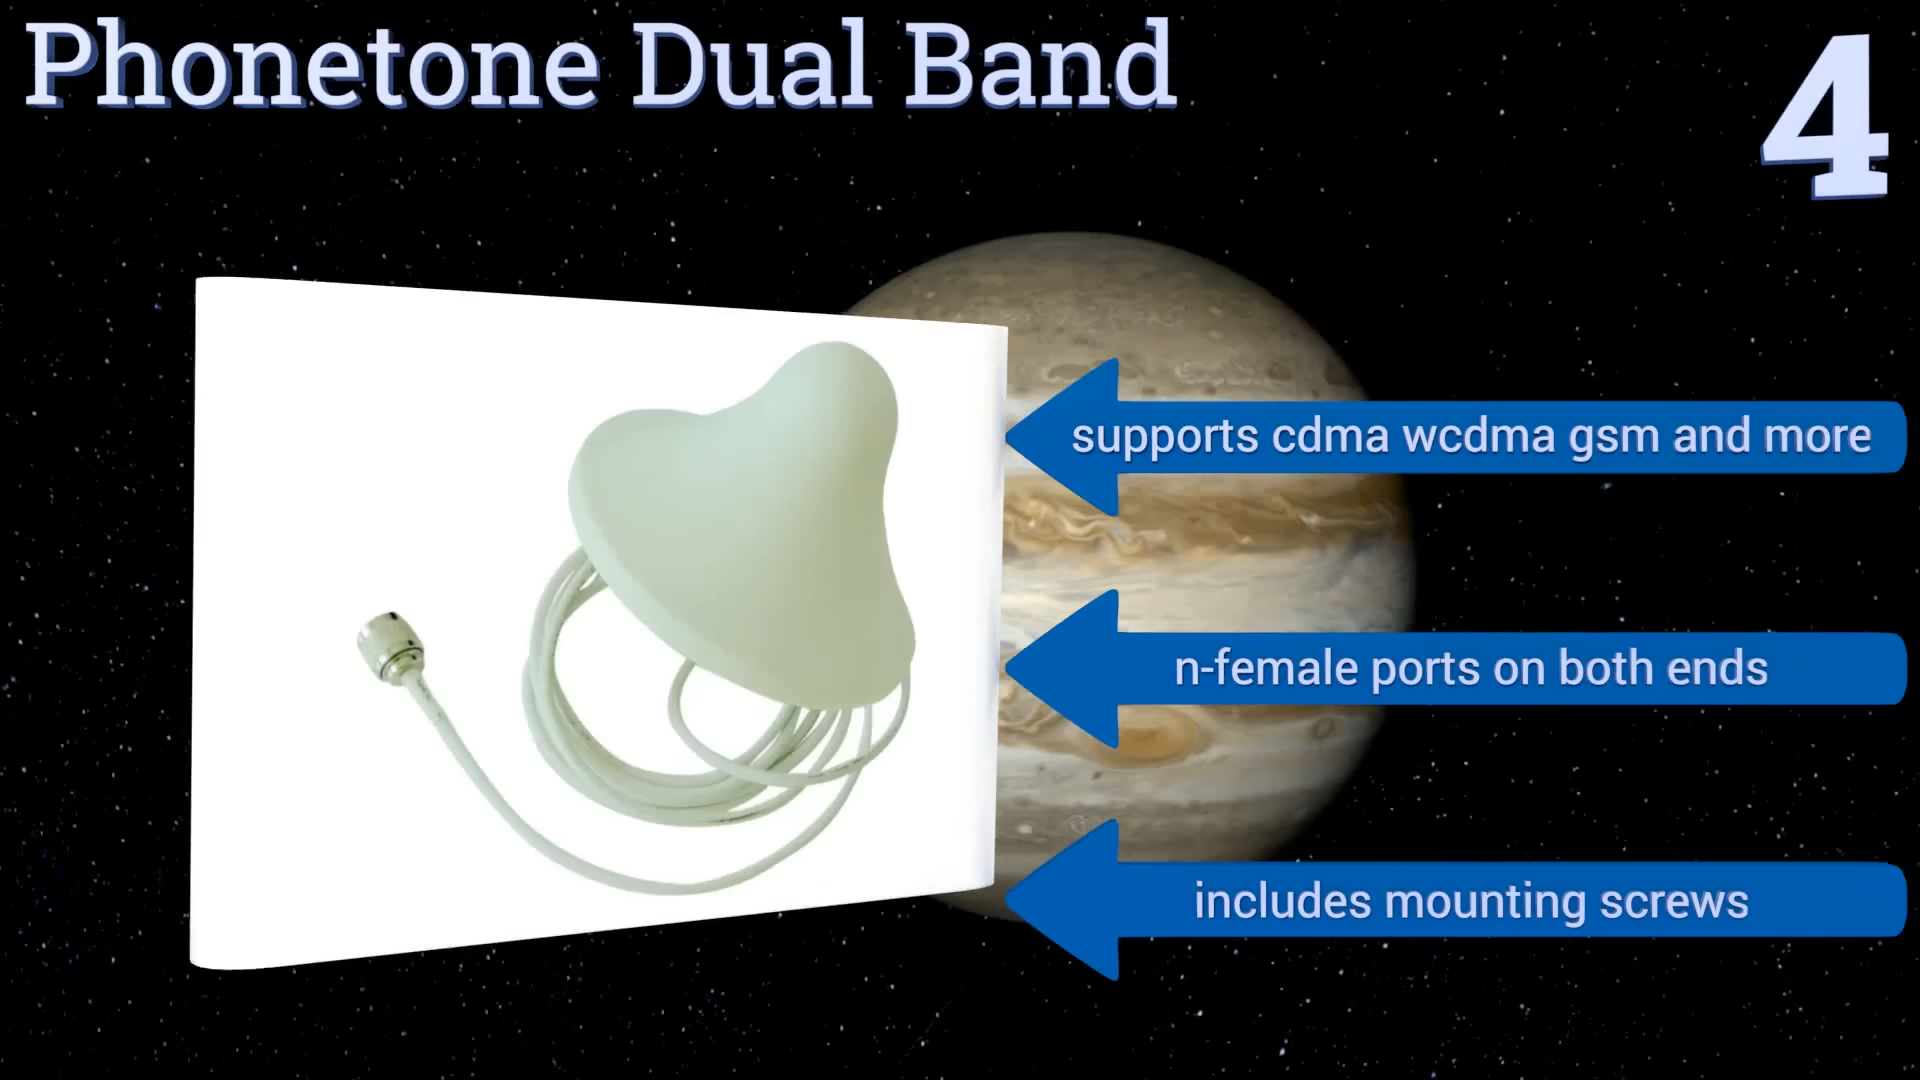 Phonetone Dual Band
4
supports cdma wcdma gsm and more
n-female ports on both ends
includes mounting screws